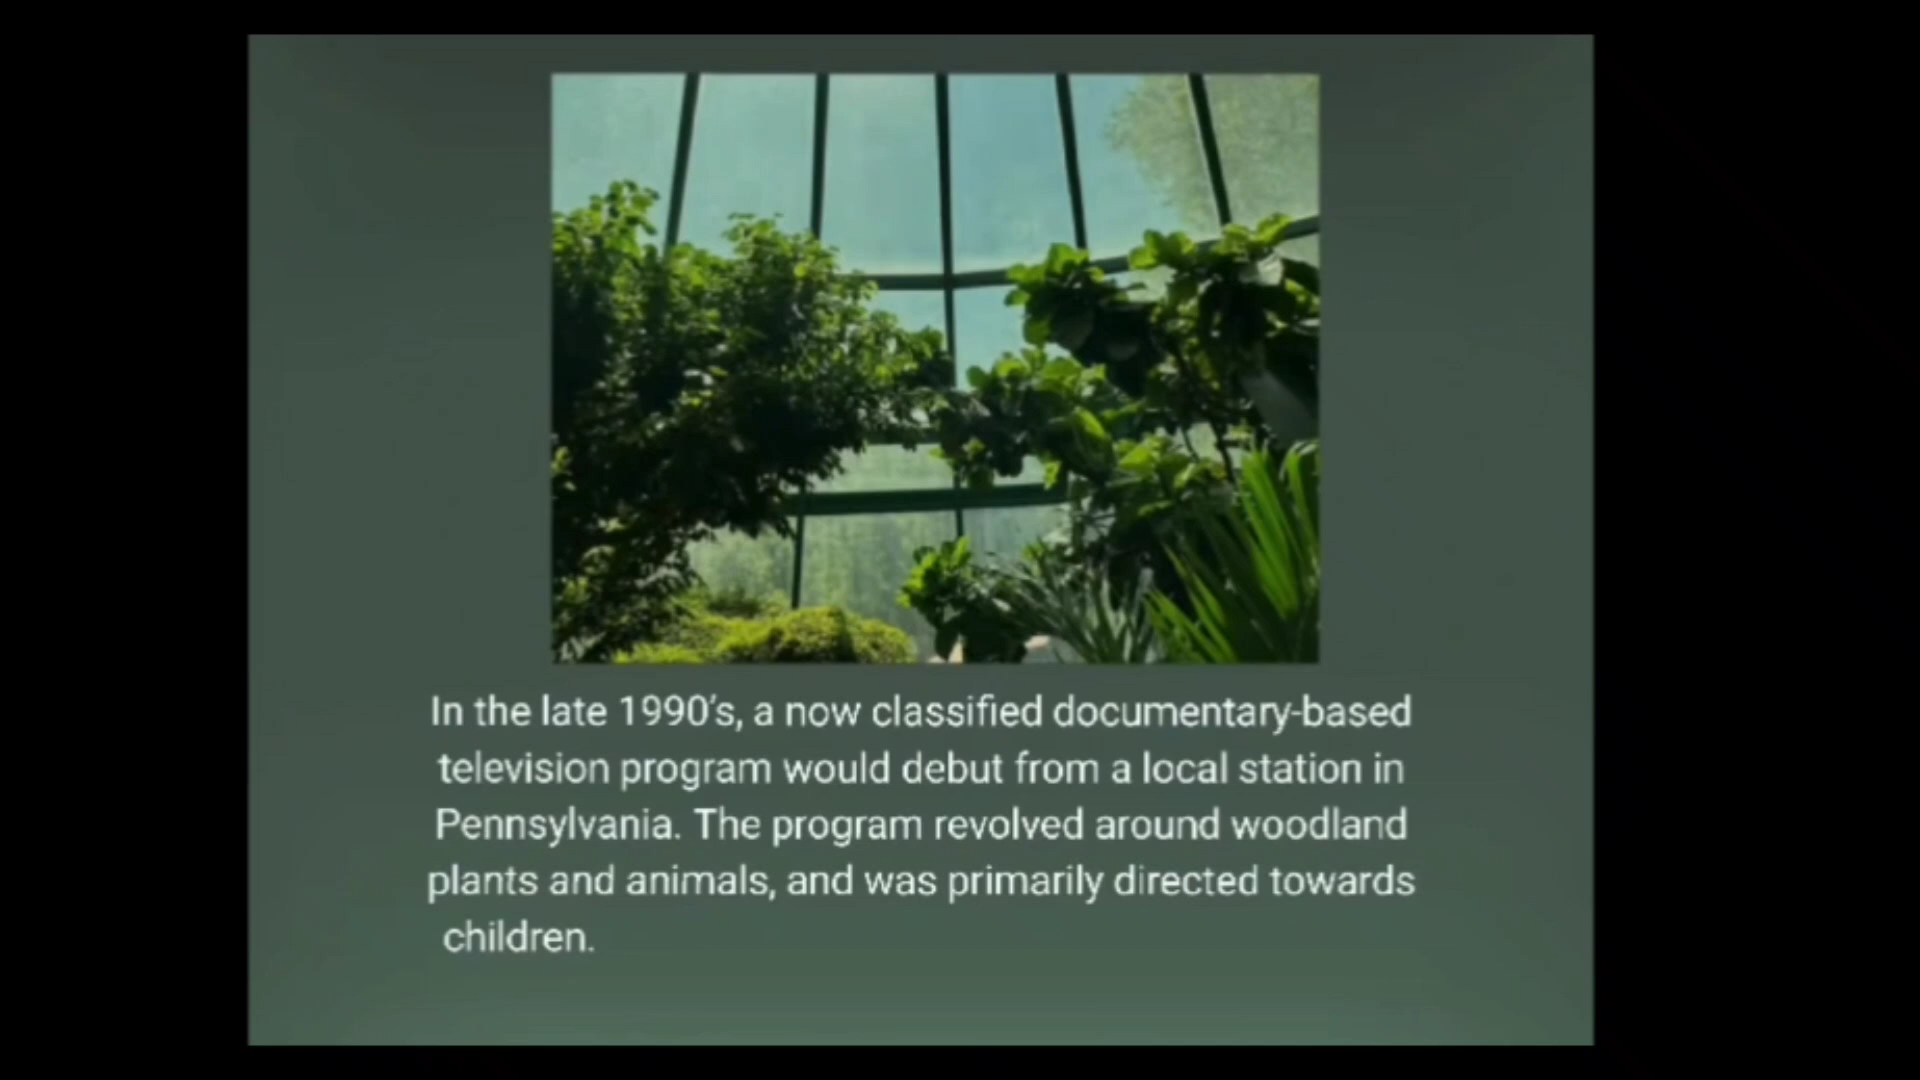 In the late 1990's, a now classified documentary-based
television program would debut from a local station in
Pennsylvania. The program revolved around woodland
plants and animals, and was primarily directed towards
children.